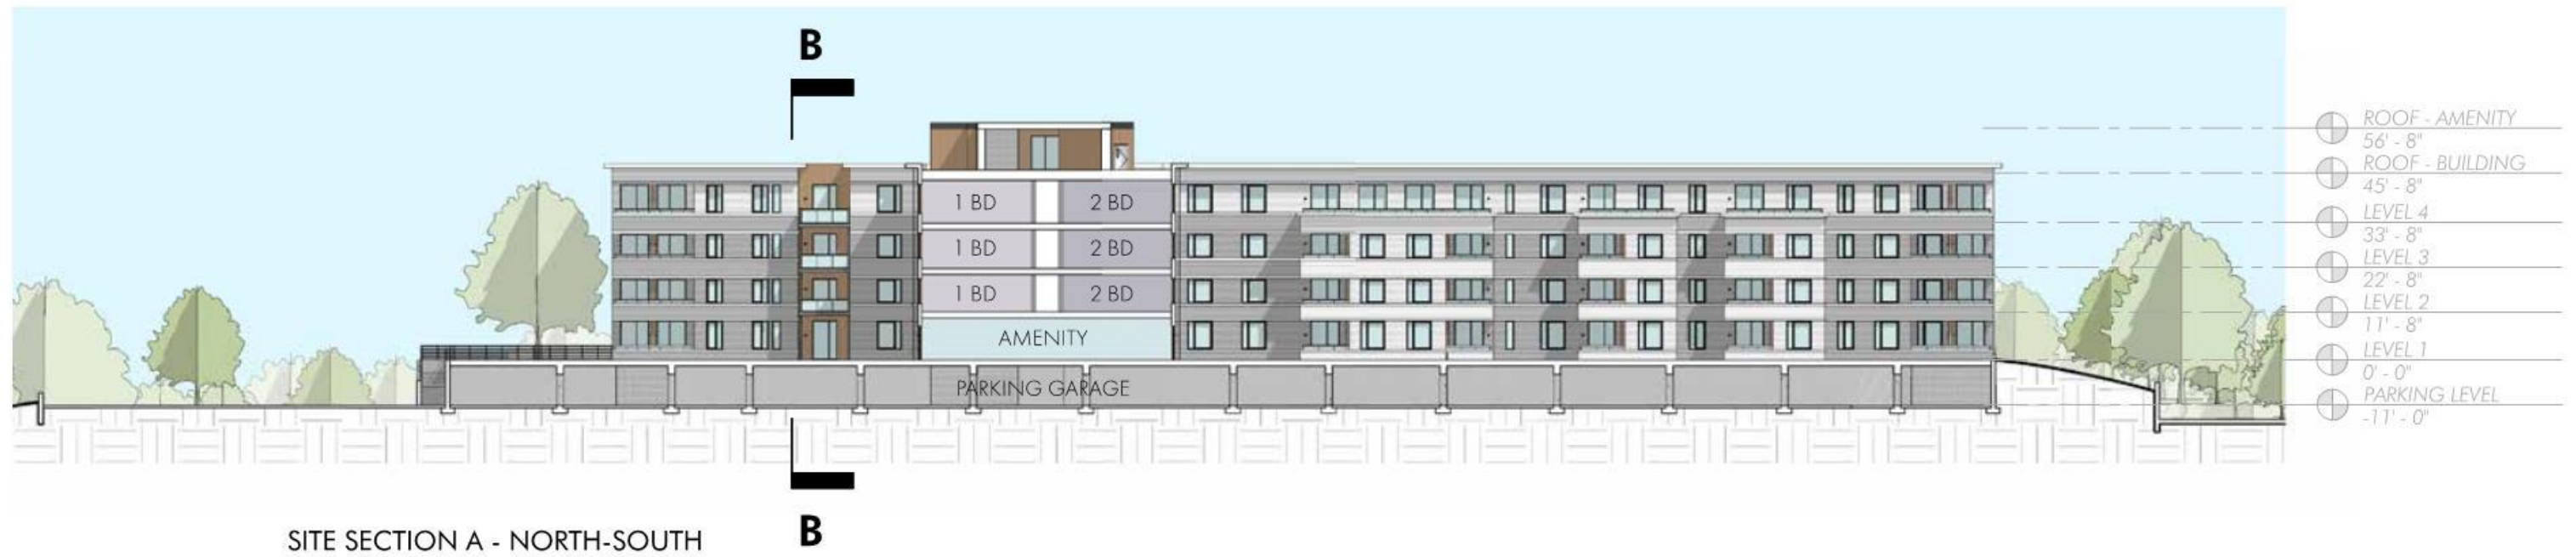 B
ROOF - AMENITY
56' - 8"
ROOF - BUILDING
45' - 8"
1 BD
2 BD
LEVEL 4
33' - 8"
1 BD
2 BD
LEVEL 3
22' - 8"
1 BD
2 BD
LEVEL 2
11' - 8"
AMENITY
LEVEL 1
0' - 0"
PARKING GARAGE
PARKING LEVEL
-11' - 0"
B
SITE SECTION A - NORTH-SOUTH